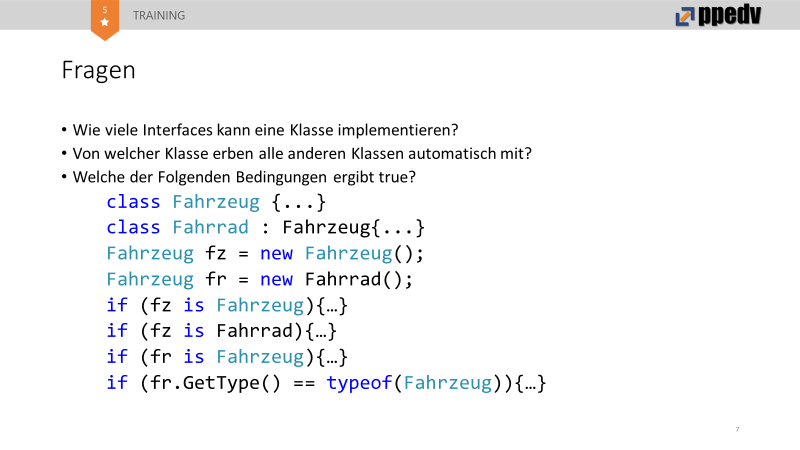 5
TRAINING
ppedv
Fragen
• Wie viele Interfaces kann eine Klasse implementieren?
• Von welcher Klasse erben alle anderen Klassen automatisch mit?
• Welche der Folgenden Bedingungen ergibt true?
class Fahrzeug {...}
class Fahrrad : Fahrzeug{...}
Fahrzeug fz = new Fahrzeug();
Fahrzeug fr = new Fahrrad();
if (fz is Fahrzeug){…}
if (fz is Fahrrad){…}
if (fr is Fahrzeug){…}
if (fr.GetType() == typeof(Fahrzeug)){…}
7